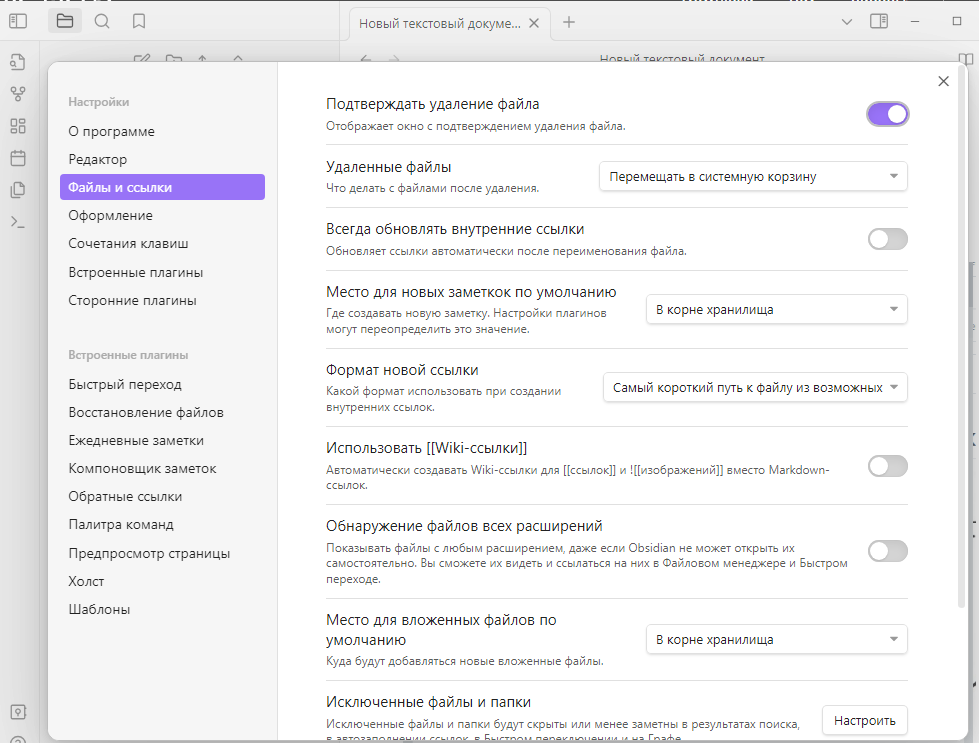 Новый текстовый докуме...
Новый текстовый документ
Настройки
О программе
Редактор
Файлы и ссылки
Оформление
Сочетания клавиш
Встроенные плагины
Сторонние плагины
Встроенные плагины
Быстрый переход
Восстановление файлов
Ежедневные заметки
Компоновщик заметок
Обратные ссылки
Палитра команд
Предпросмотр страницы
Холст
Шаблоны
Подтверждать удаление файла
Отображает окно с подтверждением удаления файла.
Удаленные файлы
Что делать с файлами после удаления.
Перемещать в системную корзину
Всегда обновлять внутренние ссылки
Обновляет ссылки автоматически после переименования файла.
Место для новых заметкок по умолчанию
Где создавать новую заметку. Настройки плагинов
могут переопределить это значение.
В корне хранилища
Формат новой ссылки
Какой формат использовать при создании
внутренних ссылок.
Самый короткий путь к файлу из возможных
Использовать [[Wiki-ссылки]]
Автоматически создавать Wiki-ссылки для [[ссылок]] и ![[изображений]] вместо Markdown-
ссылок.
Обнаружение файлов всех расширений
Показывать файлы с любым расширением, даже если Obsidian не может открыть их
самостоятельно. Вы сможете их видеть и ссылаться на них в Файловом менеджере и Быстром
переходе.
Место для вложенных файлов по
умолчанию
Куда будут добавляться новые вложенные файлы.
В корне хранилища
Исключенные файлы и папки
Исключенные файлы и папки будут скрыты или менее заметны в результатах поиска,
в автозаполнении ссылок, в Быстром переключении и на Графе.
Настроить